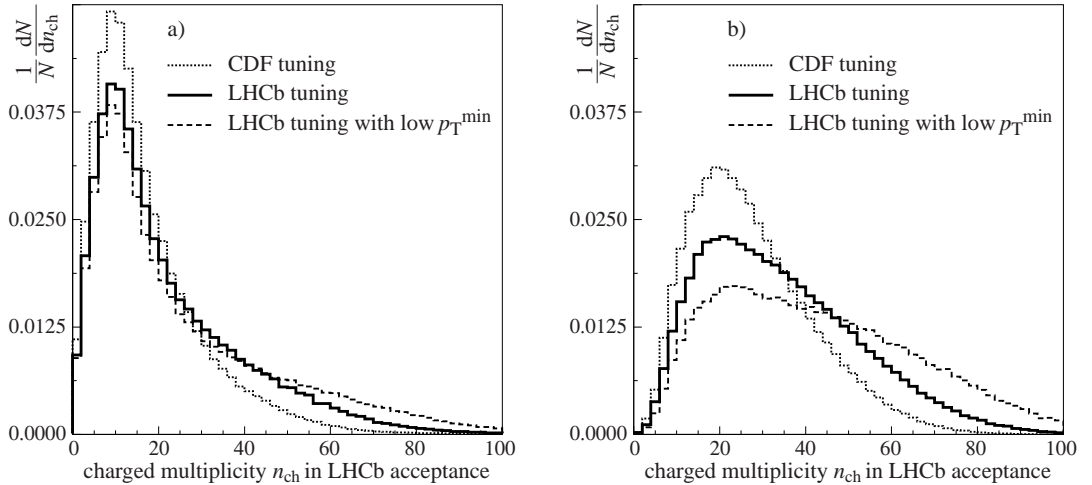 1/N dN/dn_ch
a)
CDF tuning
LHCb tuning
LHCb tuning with low p_T^min
0.0375
0.0250
0.0125
0.0000
0 20 40 60 80 100
charged multiplicity n_ch in LHCb acceptance
1/N dN/dn_ch
b)
CDF tuning
LHCb tuning
LHCb tuning with low p_T^min
0.0375
0.0250
0.0125
0.0000
0 20 40 60 80 100
charged multiplicity n_ch in LHCb acceptance